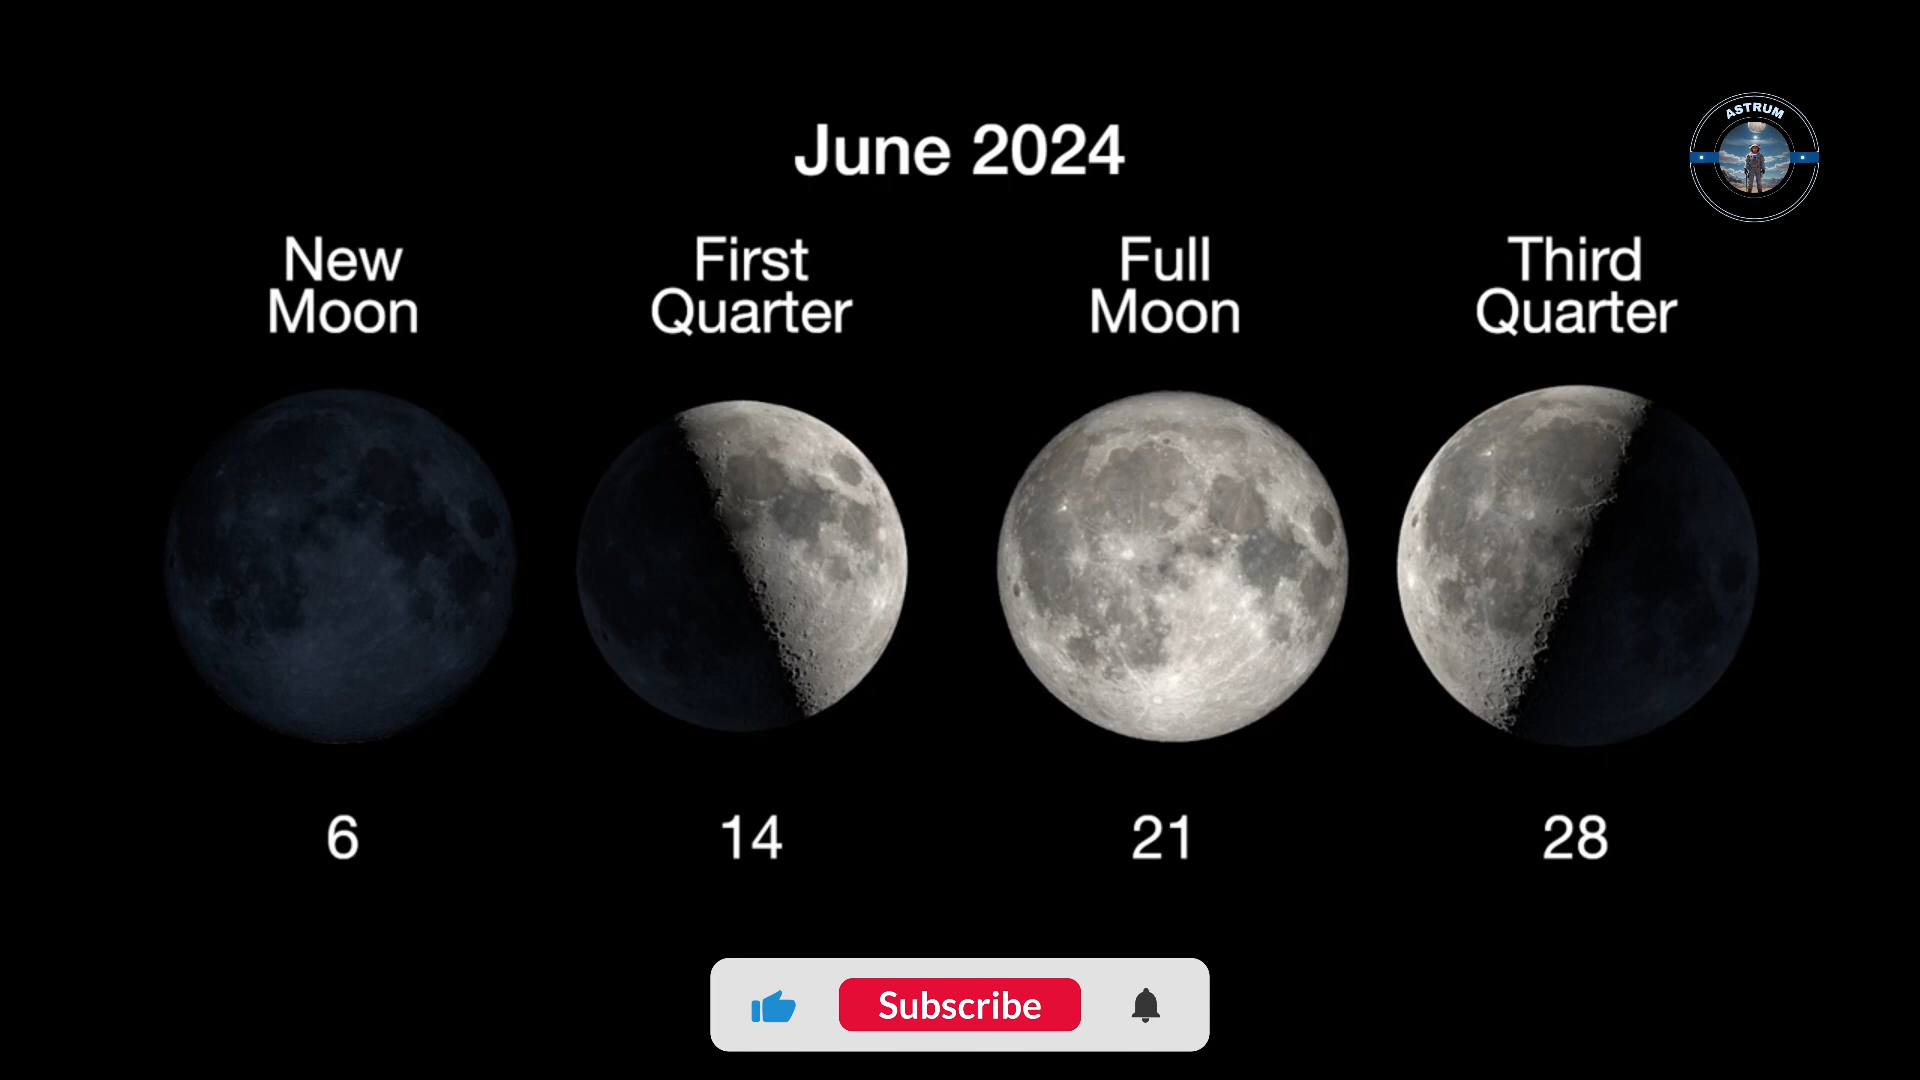 ASTRUM
June 2024
New
Moon
First
Quarter
Full
Moon
Third
Quarter
6
14
21
28
Subscribe